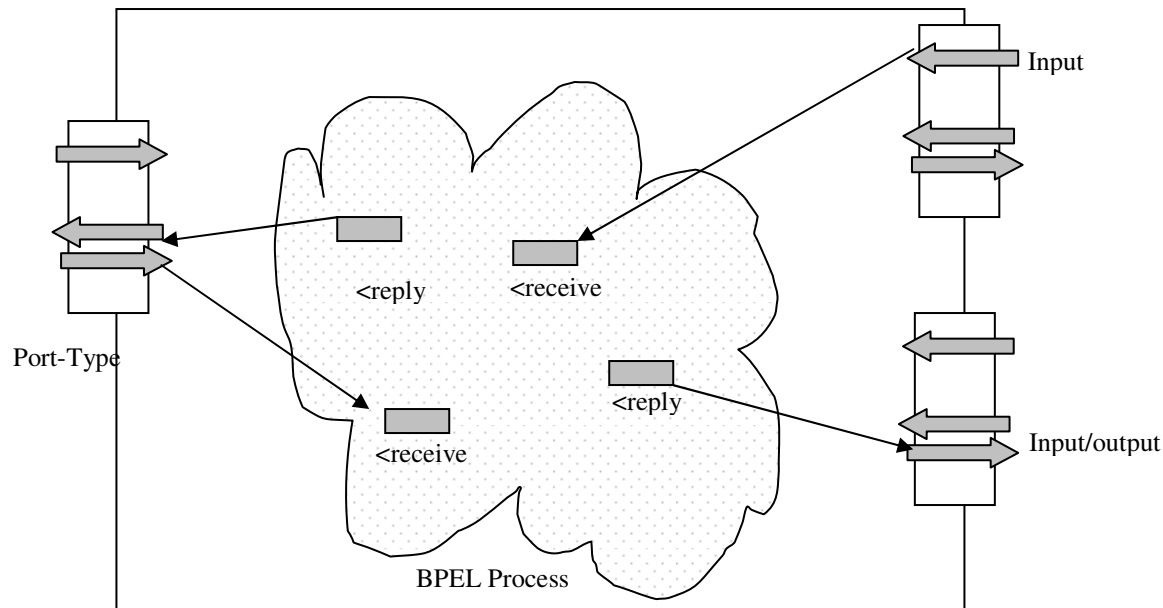 Input
<reply
<receive
Port-Type
<reply
<receive
Input/output
BPEL Process